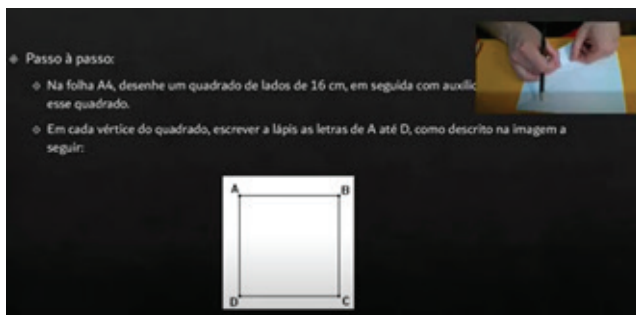 Passo à passo:
Na folha A4, desenhe um quadrado de lados de 16 cm, em seguida com auxílio
esse quadrado.
Em cada vértice do quadrado, escrever a lápis as letras de A até D, como descrito na imagem a
seguir:
A B
D C